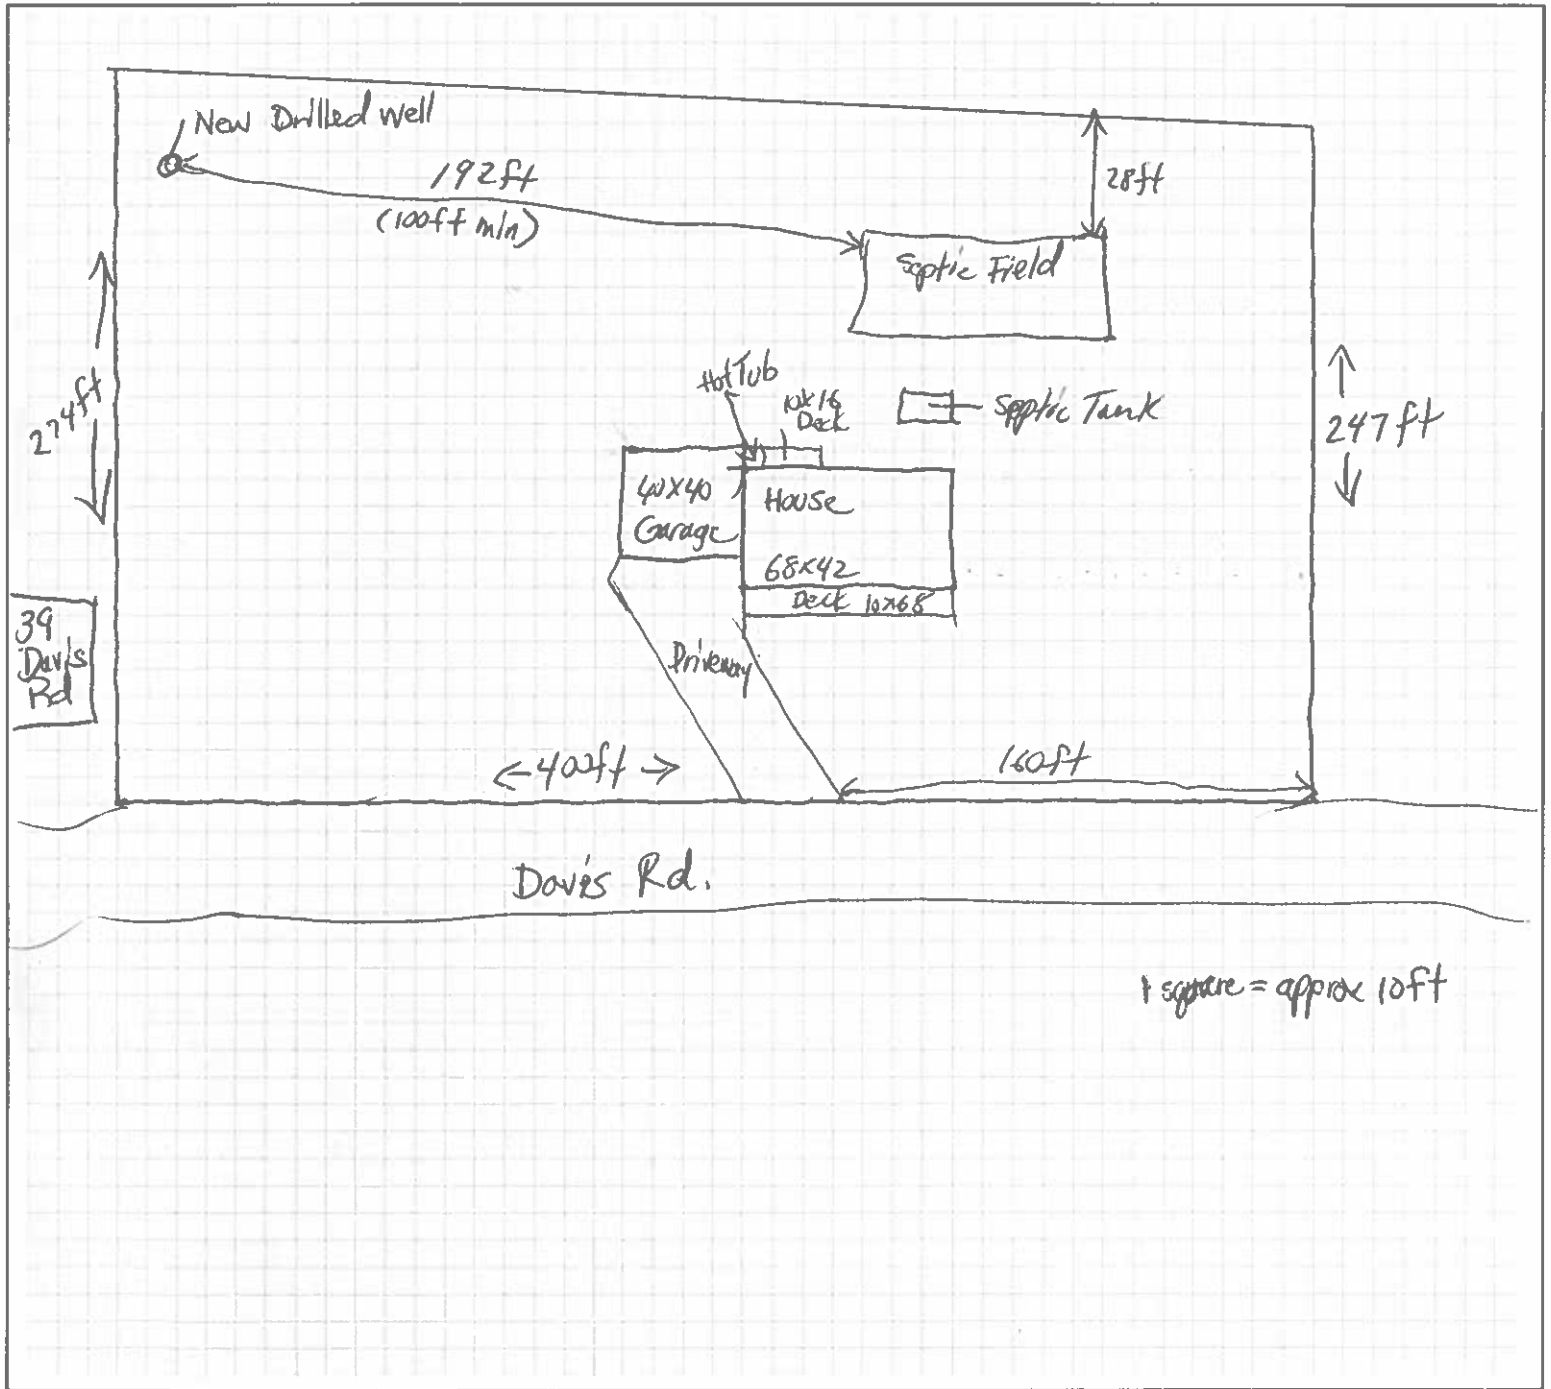 New Drilled Well
192ft
(100ft min)
28ft
Septic Field
Hot Tub
10x16
Deck
Septic Tank
274ft
247ft
40x40
Garage
House
68x42
Deck 10x68
39
Davis
Rd
Driveway
402ft
160ft
Davis Rd.
1 square = approx 10ft